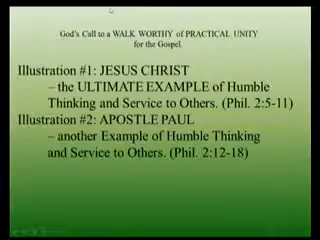 God's Call to a WALK WORTHY of PRACTICAL UNITY
for the Gospel.
Illustration #1: JESUS CHRIST
– the ULTIMATE EXAMPLE of Humble
Thinking and Service to Others. (Phil. 2:5-11)
Illustration #2: APOSTLE PAUL
– another Example of Humble Thinking
and Service to Others. (Phil. 2:12-18)